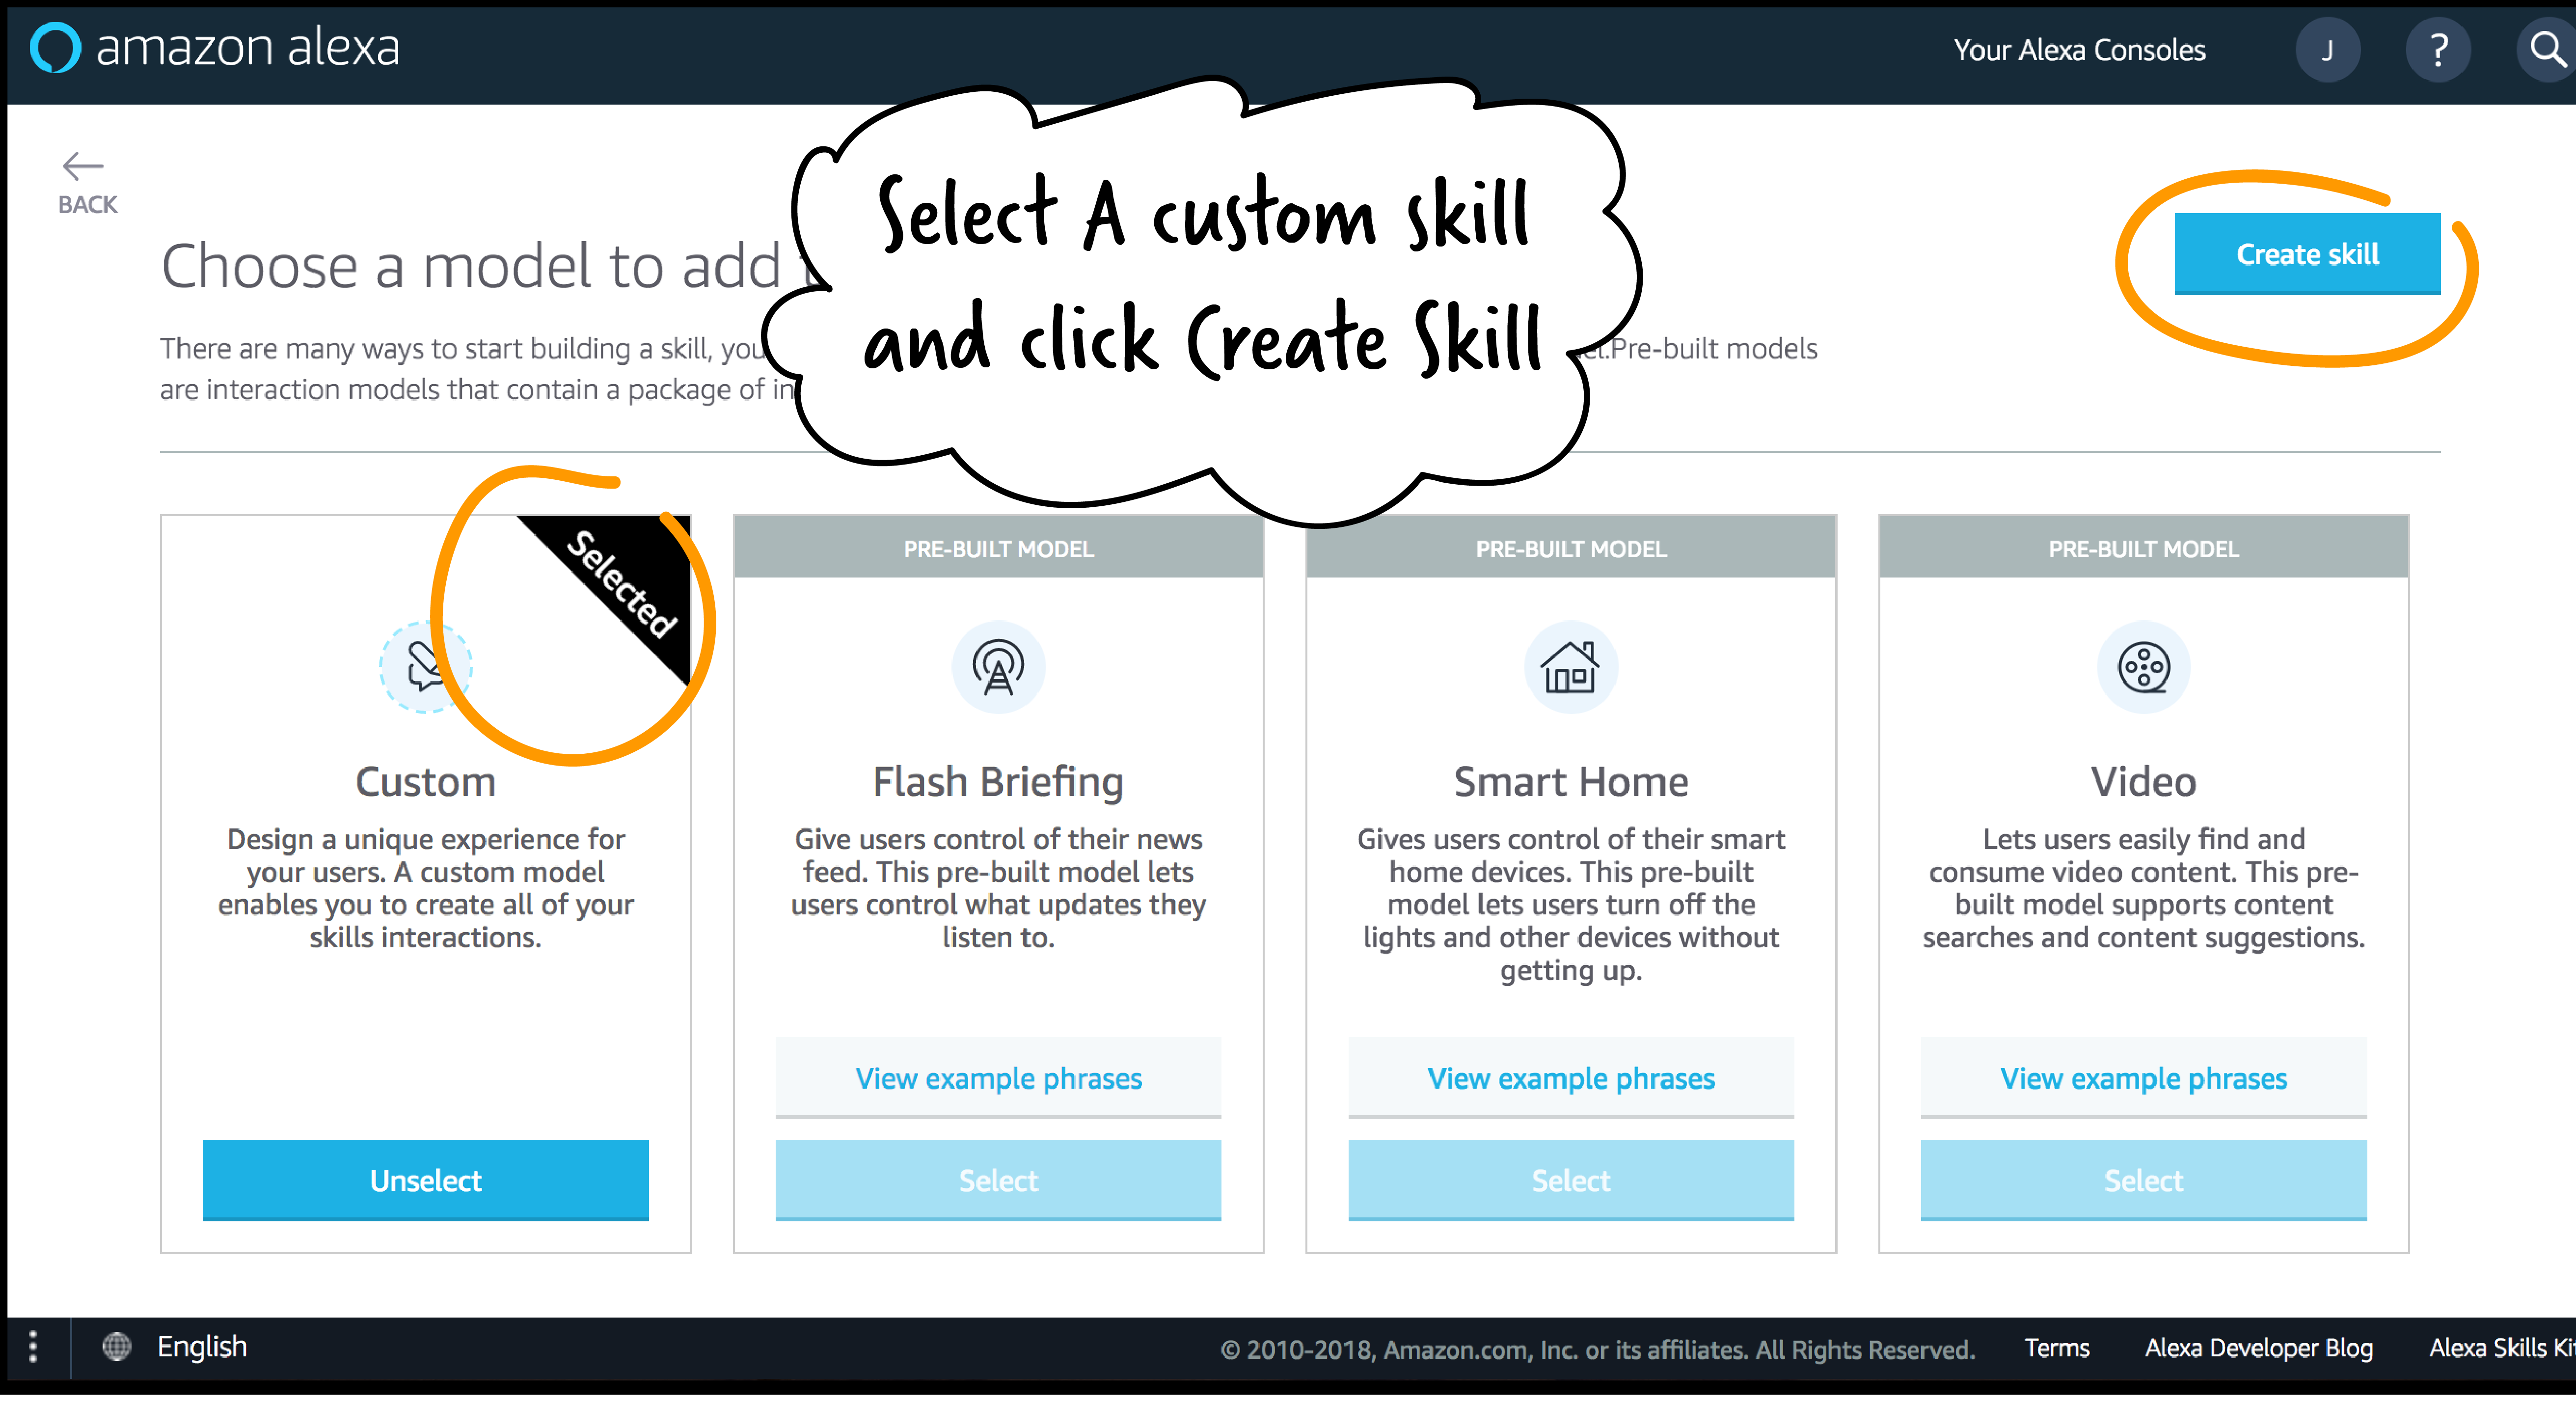 amazon alexa
Your Alexa Consoles
J
?
BACK
Choose a model to add
Select A custom skill
and click Create Skill
Create skill
There are many ways to start building a skill, you
.Pre-built models
are interaction models that contain a package of in
Selected
Custom
Design a unique experience for
your users. A custom model
enables you to create all of your
skills interactions.
Unselect
PRE-BUILT MODEL
Flash Briefing
Give users control of their news
feed. This pre-built model lets
users control what updates they
listen to.
View example phrases
Select
PRE-BUILT MODEL
Smart Home
Gives users control of their smart
home devices. This pre-built
model lets users turn off the
lights and other devices without
getting up.
View example phrases
Select
PRE-BUILT MODEL
Video
Lets users easily find and
consume video content. This pre-
built model supports content
searches and content suggestions.
View example phrases
Select
English
© 2010-2018, Amazon.com, Inc. or its affiliates. All Rights Reserved.
Terms
Alexa Developer Blog
Alexa Skills Ki